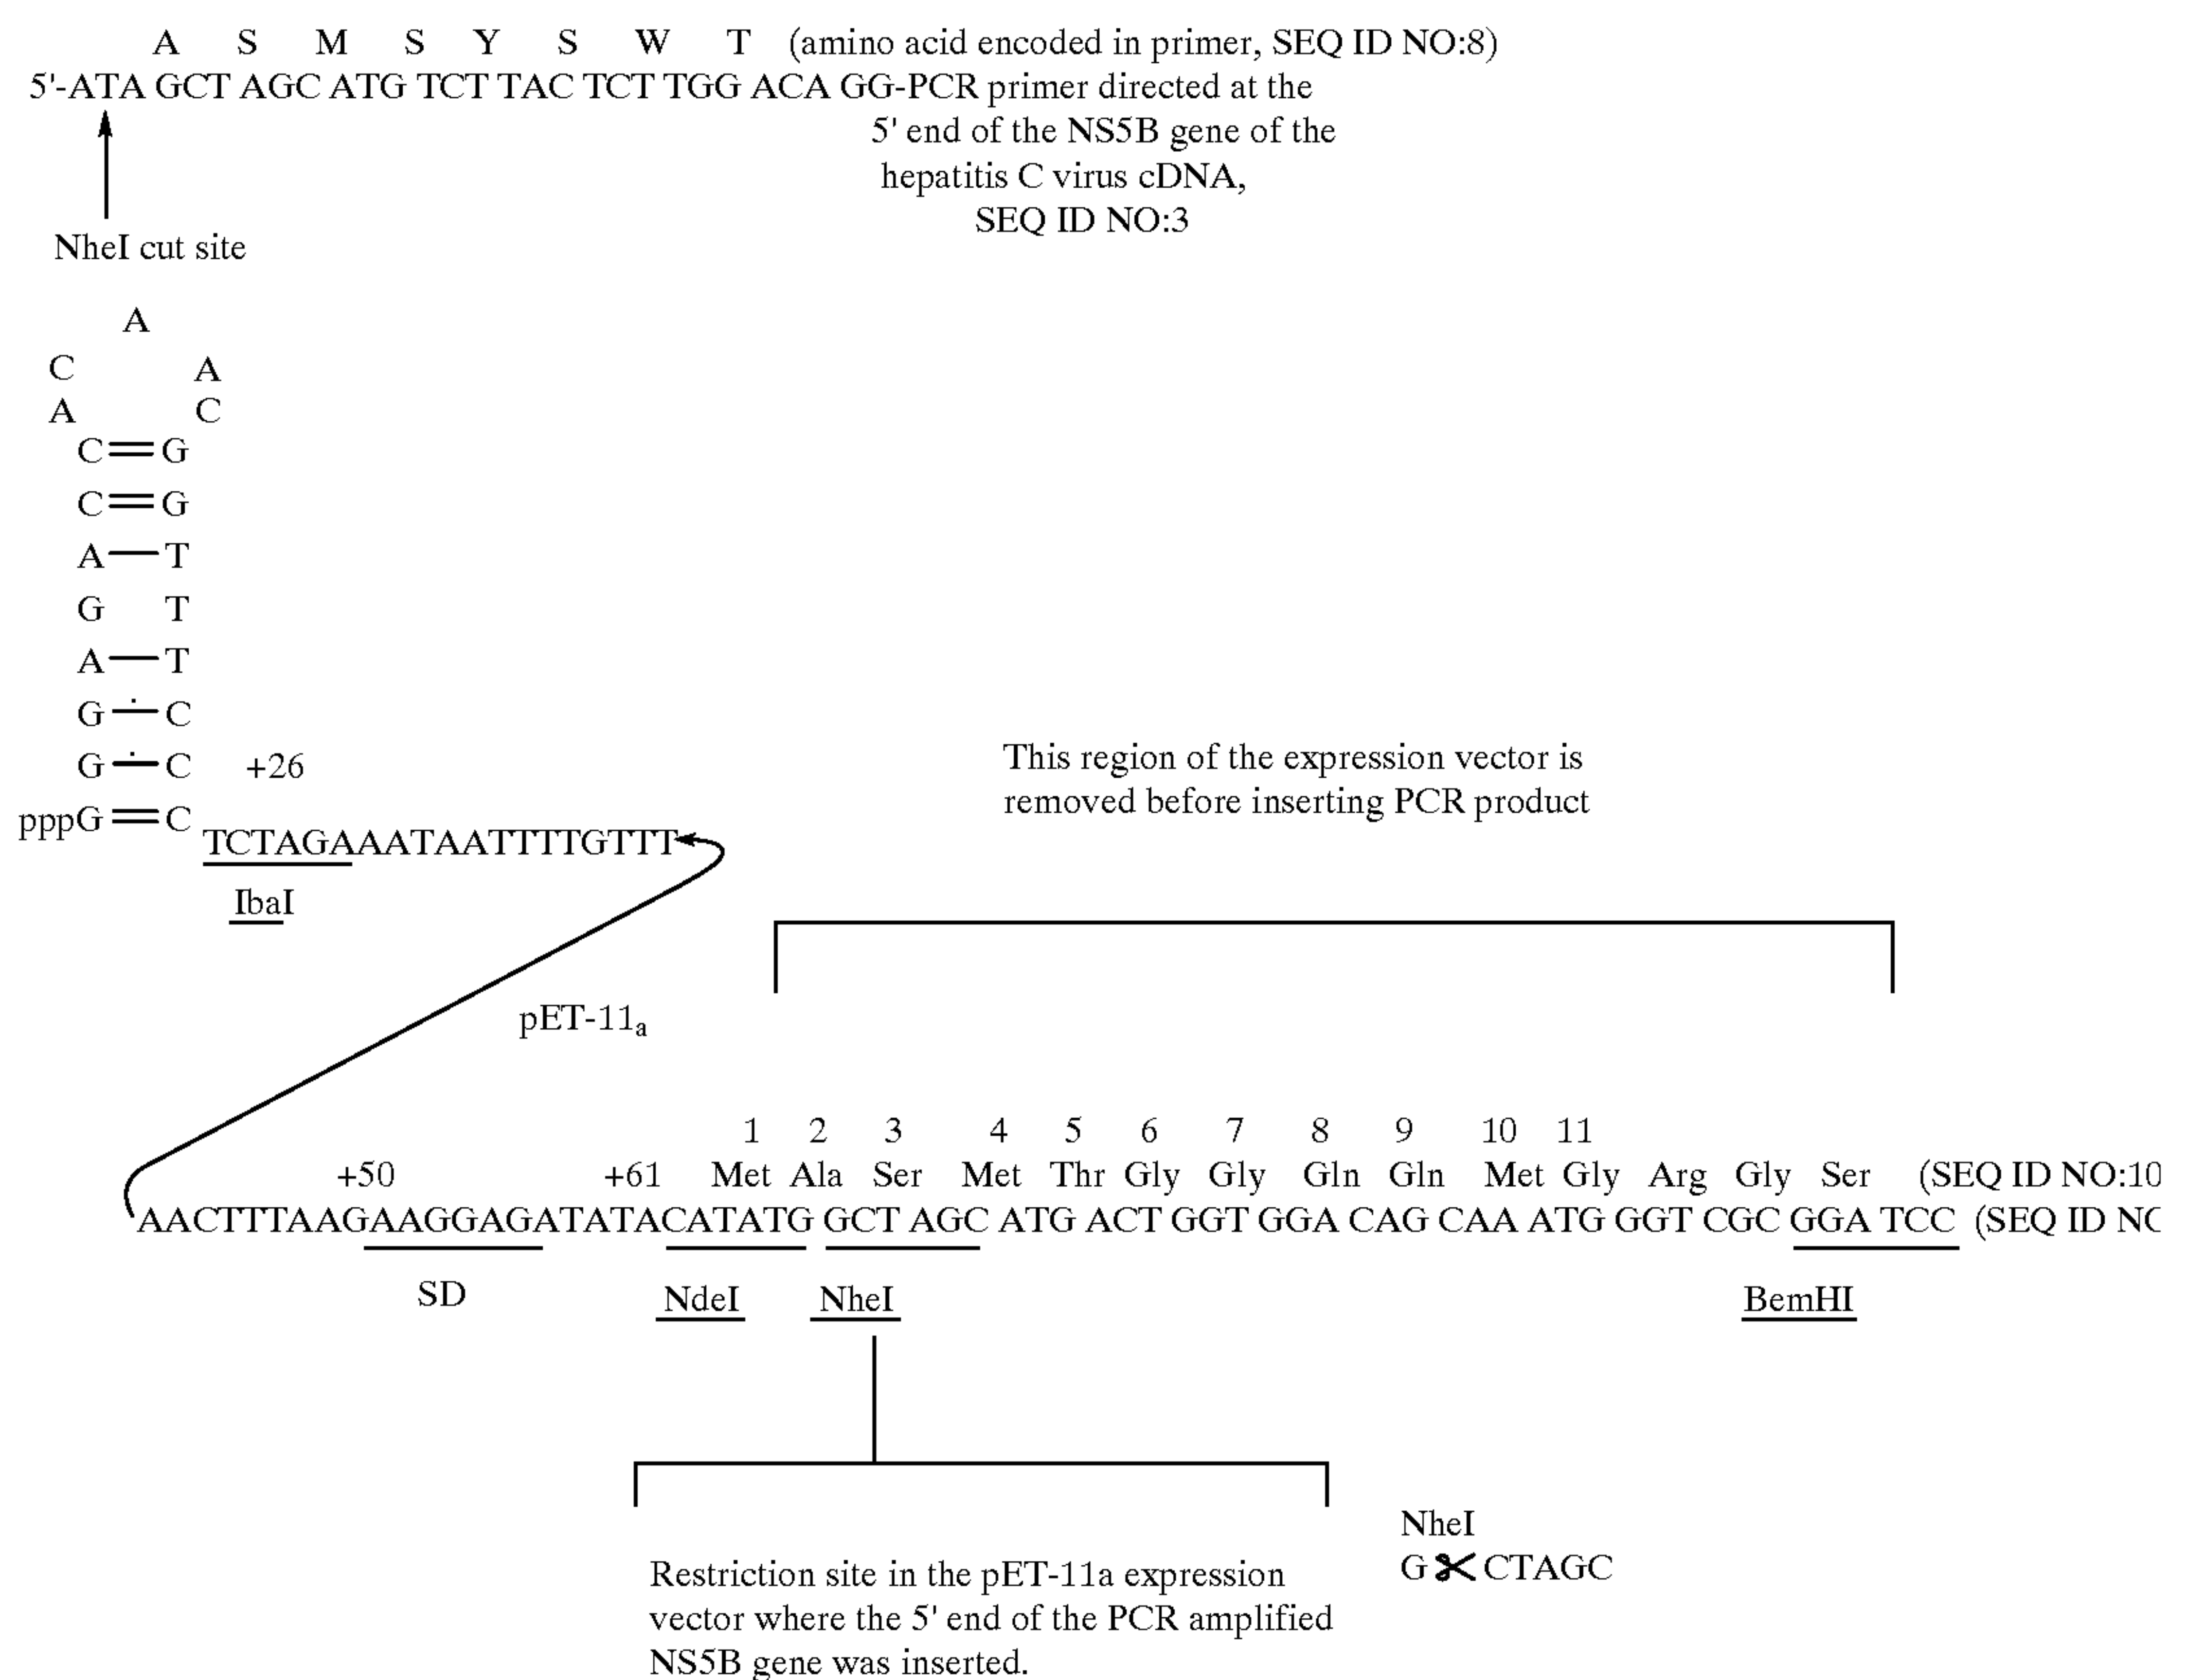 A S M S Y S W T (amino acid encoded in primer, SEQ ID NO:8)
5'-ATA GCT AGC ATG TCT TAC TCT TGG ACA GG-PCR primer directed at the
5' end of the NS5B gene of the
hepatitis C virus cDNA,
SEQ ID NO:3
NheI cut site
A
C A
A C
C G
C G
A T
G T
A T
G C
G C +26
pppG C
TCTAGAAATAATTTTGTTT
IbaI
This region of the expression vector is
removed before inserting PCR product
pET-11a
1 2 3 4 5 6 7 8 9 10 11
+50 +61 Met Ala Ser Met Thr Gly Gly Gln Gln Met Gly Arg Gly Ser (SEQ ID NO:10
AACTTTAAGAAGGAGATATACATATG GCT AGC ATG ACT GGT GGA CAG CAA ATG GGT CGC GGA TCC (SEQ ID NC
SD NdeI NheI BemHI
NheI
G CTAGC
Restriction site in the pET-11a expression
vector where the 5' end of the PCR amplified
NS5B gene was inserted.